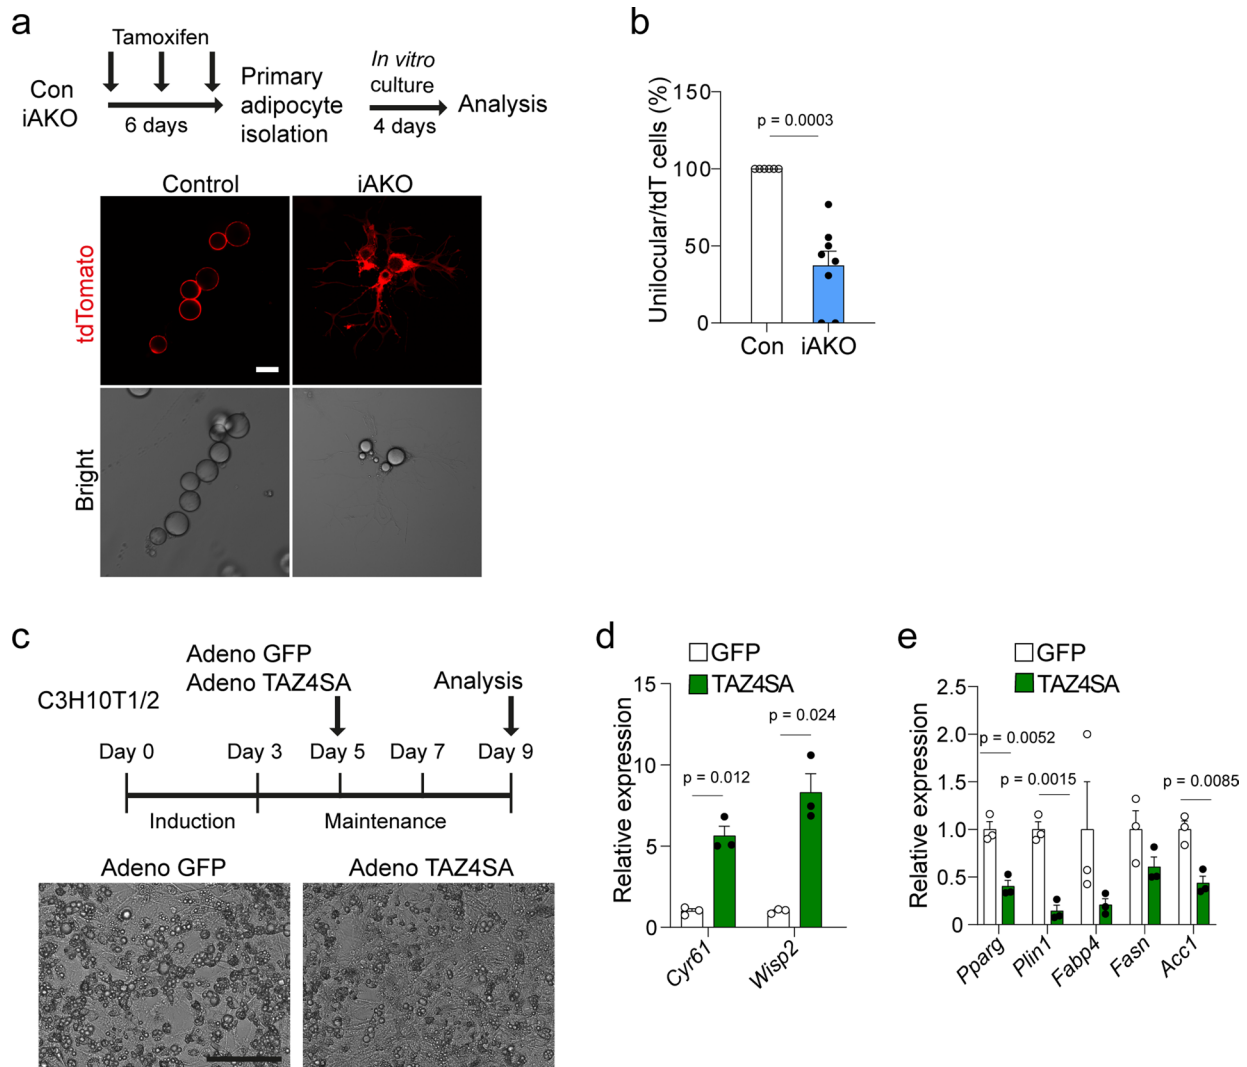 a
Tamoxifen
Con
iAKO
6 days
Primary
adipocyte
isolation
In vitro
culture
4 days
Analysis
Control
iAKO
tdTomato
Bright
b
Unilocular/tdT cells (%)
150
100
50
0
p = 0.0003
Con
iAKO
c
Adeno GFP
Adeno TAZ4SA
Analysis
C3H10T1/2
Day 0
Day 3
Day 5
Day 7
Day 9
Induction
Maintenance
Adeno GFP
Adeno TAZ4SA
d
GFP
TAZ4SA
Relative expression
15
10
5
0
p = 0.012
p = 0.024
Cyr61
Wisp2
e
GFP
TAZ4SA
Relative expression
2.5
2.0
1.5
1.0
0.5
0
p = 0.0052
p = 0.0015
p = 0.0085
Pparg
Plin1
Fabp4
Fasn
Acc1